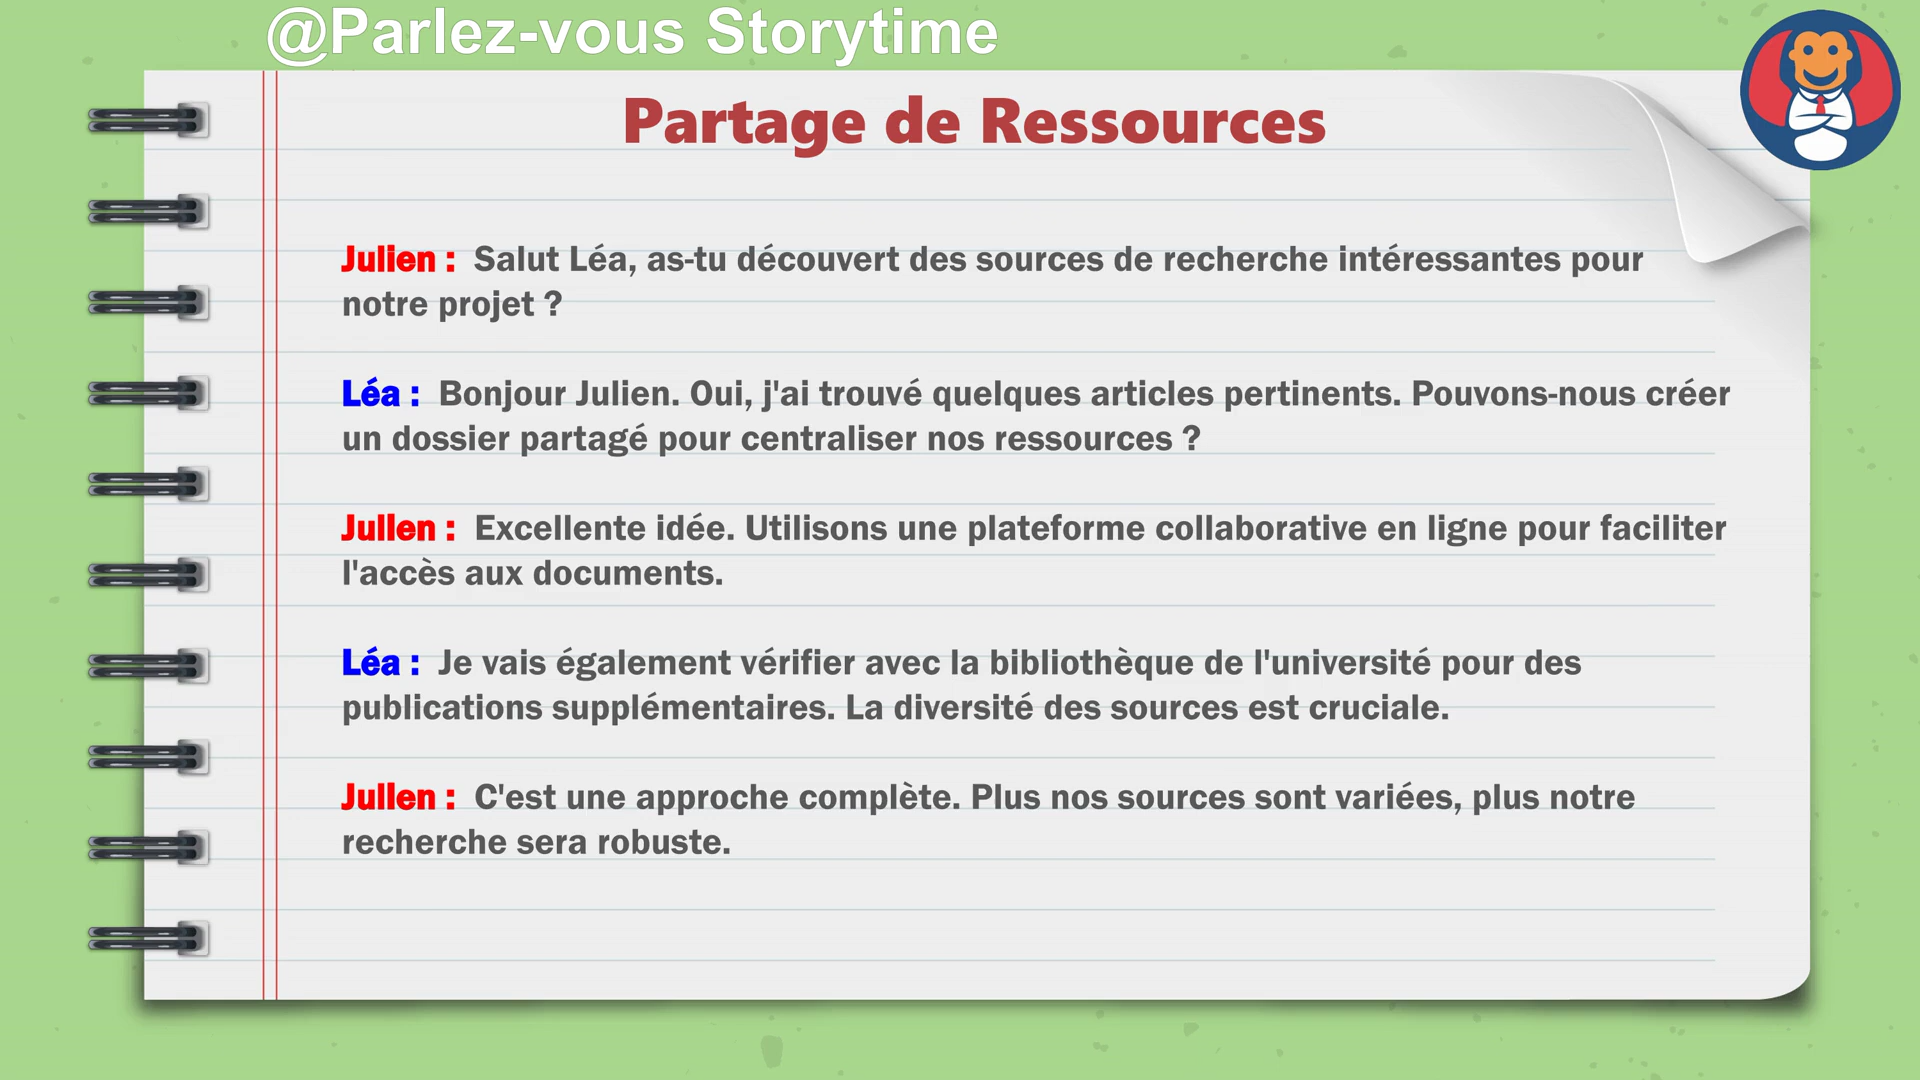 @Parlez-vous Storytime
Partage de Ressources
Julien : Salut Léa, as-tu découvert des sources de recherche intéressantes pour
notre projet ?
Léa : Bonjour Julien. Oui, j'ai trouvé quelques articles pertinents. Pouvons-nous créer
un dossier partagé pour centraliser nos ressources ?
Julien : Excellente idée. Utilisons une plateforme collaborative en ligne pour faciliter
l'accès aux documents.
Léa : Je vais également vérifier avec la bibliothèque de l'université pour des
publications supplémentaires. La diversité des sources est cruciale.
Julien : C'est une approche complète. Plus nos sources sont variées, plus notre
recherche sera robuste.